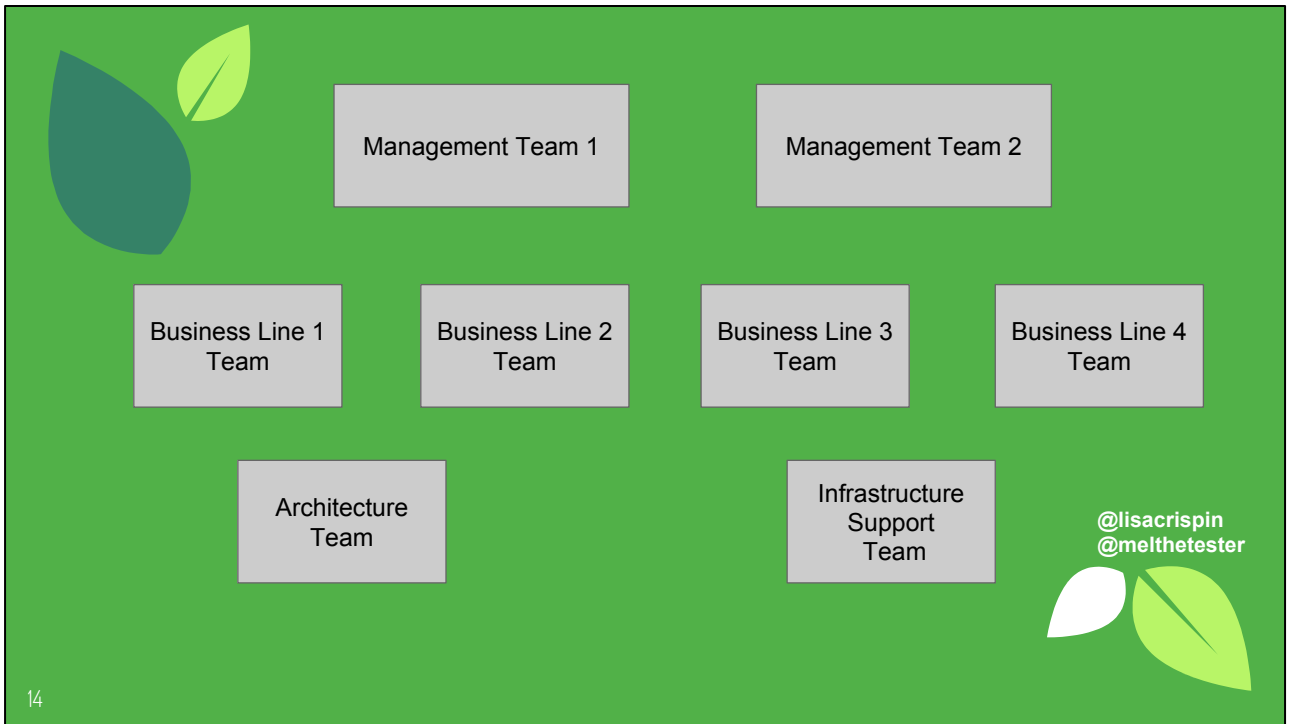 Management Team 1
Management Team 2
Business Line 1
Team
Business Line 2
Team
Business Line 3
Team
Business Line 4
Team
Architecture
Team
Infrastructure
Support
Team
@lisacrispin
@melthetester
14